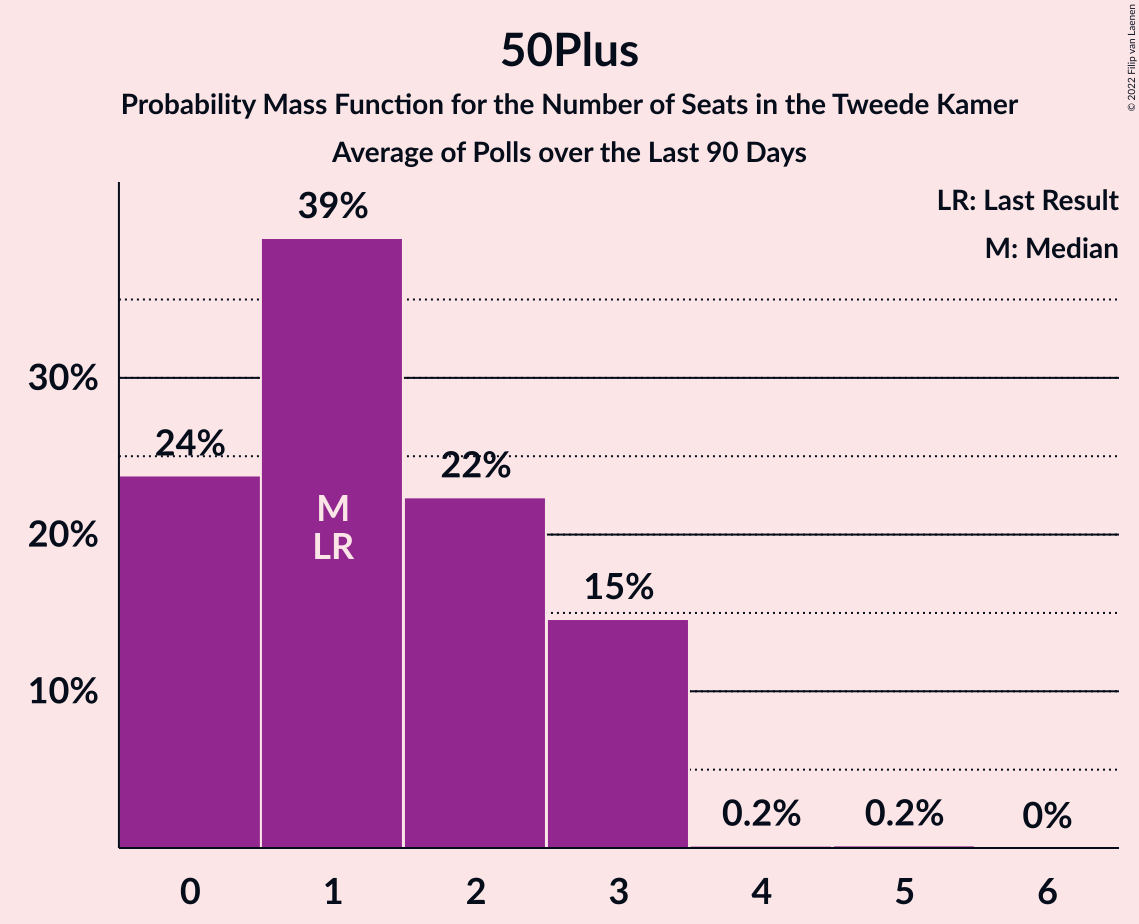 50Plus
Probability Mass Function for the Number of Seats in the Tweede Kamer
Average of Polls over the Last 90 Days
© 2022 Filip van Laenen
LR: Last Result
M: Median
39%
30%
24%
22%
M
LR
20%
15%
10%
0.2%
0.2%
0%
0
1
2
3
4
5
6